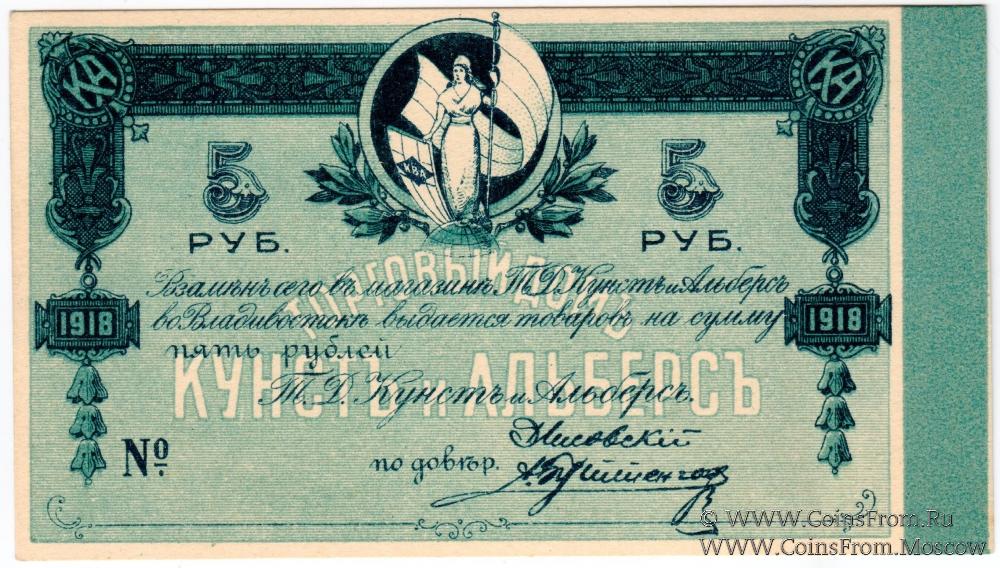 КА КА
КВА
5 5
РУБ. РУБ.
ТОРГОВЫЙ ДОМЪ
Взамѣнъ сего въ магазинѣ Т.Д. Кунстъ и Альберсъ
во Владивостокѣ выдается товаровъ на сумму
1918 1918
пять рублей
КУНСТЪ и АЛЬБЕРСЪ
Т. Д. Кунстъ и Альберсъ.
№
по довѣр.
© WWW.CoinsFrom.Ru
WWW.CoinsFrom.Moscow